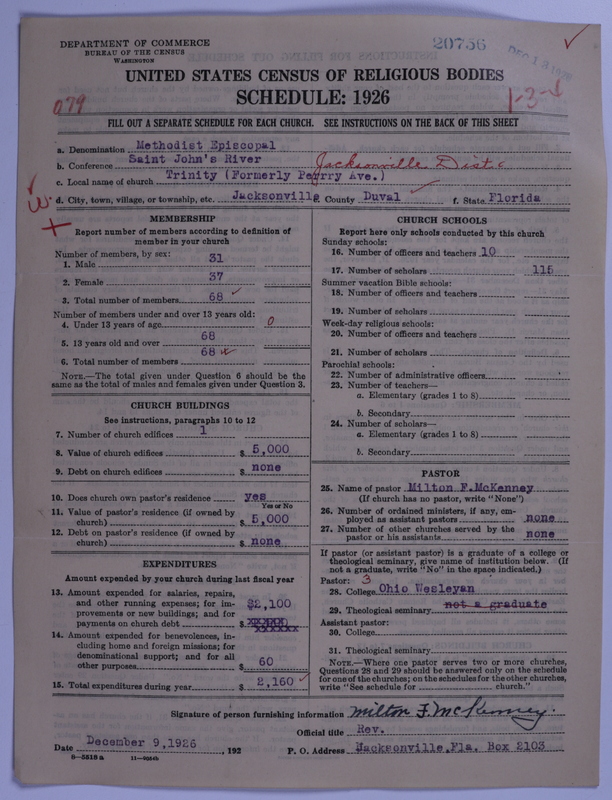 DEPARTMENT OF COMMERCE
BUREAU OF THE CENSUS
WASHINGTON
20756
DEC 13 1926
UNITED STATES CENSUS OF RELIGIOUS BODIES
SCHEDULE: 1926
079
1-3-1
FILL OUT A SEPARATE SCHEDULE FOR EACH CHURCH. SEE INSTRUCTIONS ON THE BACK OF THIS SHEET
a. Denomination Methodist Episcopal
b. Conference Saint John's River Jacksonville Dist
c. Local name of church Trinity (Formerly Perry Ave.)
d. City, town, village, or township, etc. Jacksonville County Duval f. State Florida
MEMBERSHIP
Report number of members according to definition of
member in your church
Number of members, by sex:
1. Male 31
2. Female 37
3. Total number of members 68
Number of members under and over 13 years old:
4. Under 13 years of age 0
5. 13 years old and over 68
6. Total number of members 68
NOTE.—The total given under Question 6 should be the
same as the total of males and females given under Question 3.
CHURCH BUILDINGS
See instructions, paragraphs 10 to 12
7. Number of church edifices 1
8. Value of church edifices $ 5,000
9. Debt on church edifices $ none
10. Does church own pastor's residence yes
Yes or No
11. Value of pastor's residence (if owned by
church) $ 5,000
12. Debt on pastor's residence (if owned by
church) $ none
EXPENDITURES
Amount expended by your church during last fiscal year
13. Amount expended for salaries, repairs,
and other running expenses; for im-
provements or new buildings; and for
payments on church debt $ $2,100
14. Amount expended for benevolences, in-
cluding home and foreign missions; for
denominational support; and for all
other purposes $ 60
15. Total expenditures during year $ 2,160
CHURCH SCHOOLS
Report here only schools conducted by this church
Sunday schools:
16. Number of officers and teachers 10
17. Number of scholars 115
Summer vacation Bible schools:
18. Number of officers and teachers
19. Number of scholars
Week-day religious schools:
20. Number of officers and teachers
21. Number of scholars
Parochial schools:
22. Number of administrative officers
23. Number of teachers—
a. Elementary (grades 1 to 8)
b. Secondary
24. Number of scholars—
a. Elementary (grades 1 to 8)
b. Secondary
PASTOR
25. Name of pastor Milton F. McKenney
(If church has no pastor, write "None")
26. Number of ordained ministers, if any, em-
ployed as assistant pastors none
27. Number of other churches served by the
pastor or his assistants none
If pastor (or assistant pastor) is a graduate of a college or
theological seminary, give name of institution below. (If
not a graduate, write "No" in the space indicated.)
Pastor: 3
28. College Ohio Wesleyan
29. Theological seminary not a graduate
Assistant pastor:
30. College
31. Theological seminary
NOTE.—Where one pastor serves two or more churches,
Questions 28 and 29 should be answered only on the schedule
for one of the churches; on the schedules for the other churches,
write "See schedule for church."
Signature of person furnishing information Milton F. McKenney.
Official title Rev.
Date December 9, 1926 , 192
P. O. Address Jacksonville, Fla. Box 2103
8—5518 a 11—9054b